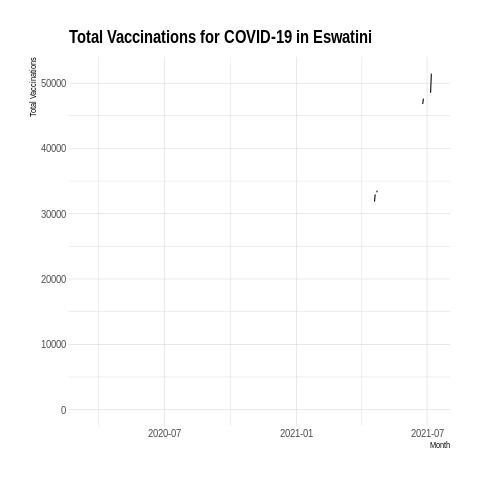 Total Vaccinations for COVID-19 in Eswatini
Total Vaccinations
50000
40000
30000
20000
10000
0
2020-07 2021-01 2021-07
Month